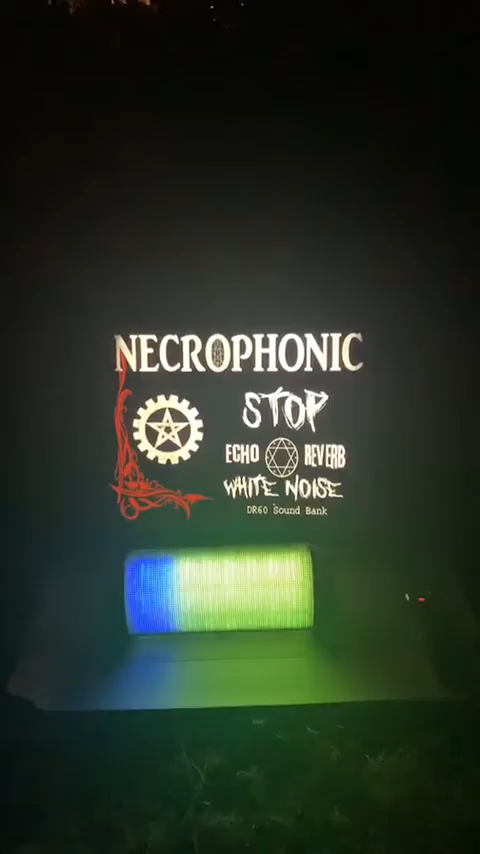 NECROPHONIC
STOP
ECHO REVERB
WHITE NOISE
DR60 Sound Bank